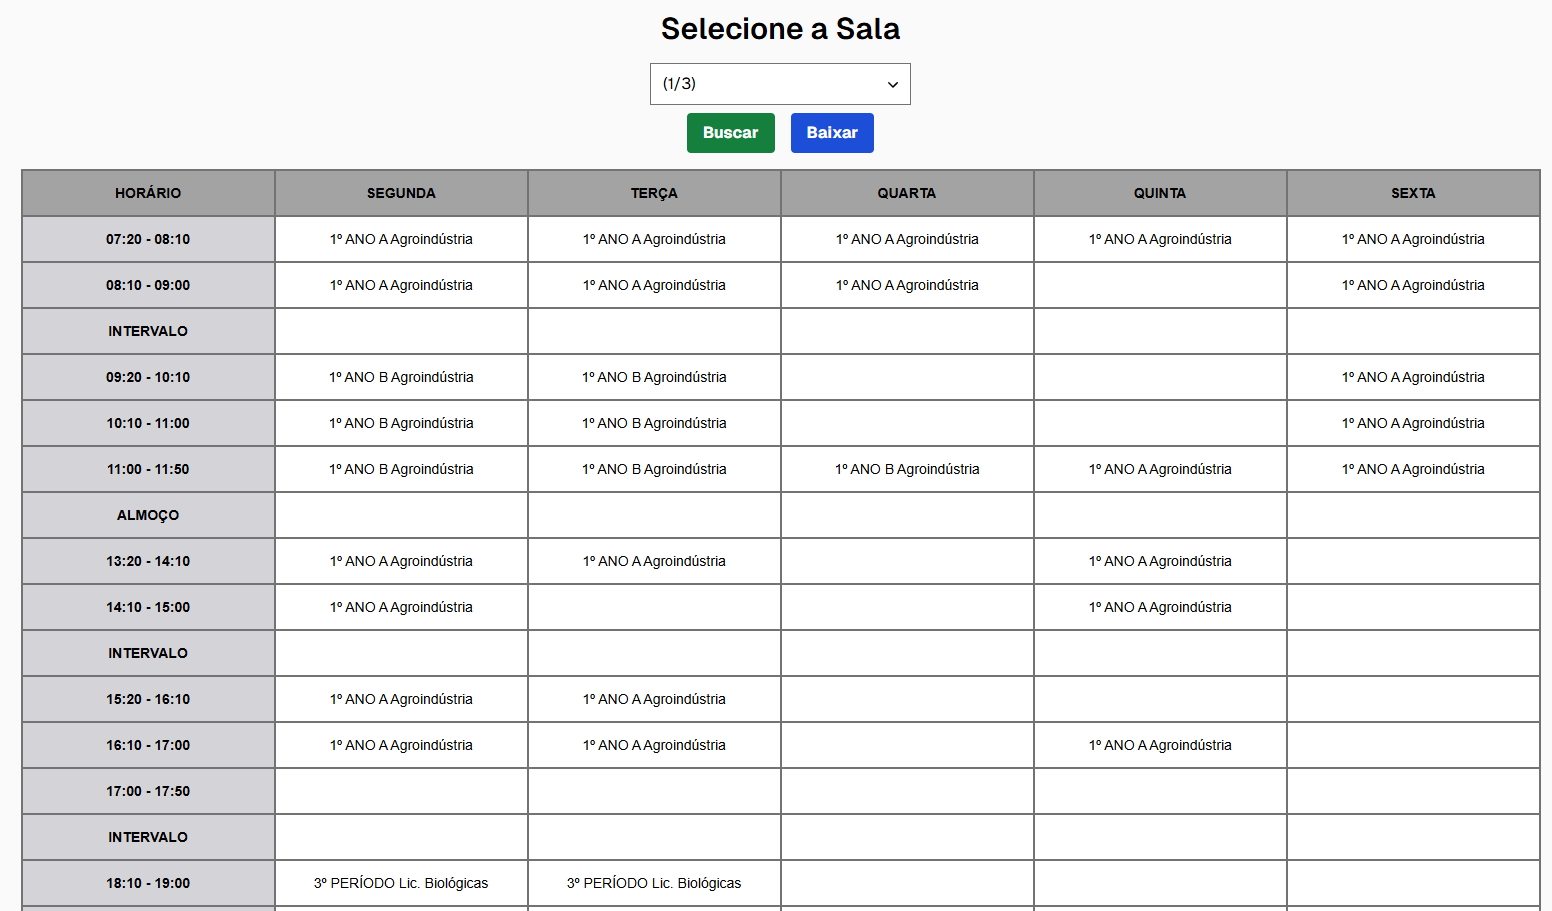 Selecione a Sala
(1/3)
Buscar Baixar
HORÁRIO SEGUNDA TERÇA QUARTA QUINTA SEXTA
07:20 - 08:10 1º ANO A Agroindústria 1º ANO A Agroindústria 1º ANO A Agroindústria 1º ANO A Agroindústria 1º ANO A Agroindústria
08:10 - 09:00 1º ANO A Agroindústria 1º ANO A Agroindústria 1º ANO A Agroindústria 1º ANO A Agroindústria
INTERVALO
09:20 - 10:10 1º ANO B Agroindústria 1º ANO B Agroindústria 1º ANO A Agroindústria
10:10 - 11:00 1º ANO B Agroindústria 1º ANO B Agroindústria 1º ANO A Agroindústria
11:00 - 11:50 1º ANO B Agroindústria 1º ANO B Agroindústria 1º ANO B Agroindústria 1º ANO A Agroindústria 1º ANO A Agroindústria
ALMOÇO
13:20 - 14:10 1º ANO A Agroindústria 1º ANO A Agroindústria 1º ANO A Agroindústria
14:10 - 15:00 1º ANO A Agroindústria 1º ANO A Agroindústria
INTERVALO
15:20 - 16:10 1º ANO A Agroindústria 1º ANO A Agroindústria
16:10 - 17:00 1º ANO A Agroindústria 1º ANO A Agroindústria 1º ANO A Agroindústria
17:00 - 17:50
INTERVALO
18:10 - 19:00 3º PERÍODO Lic. Biológicas 3º PERÍODO Lic. Biológicas